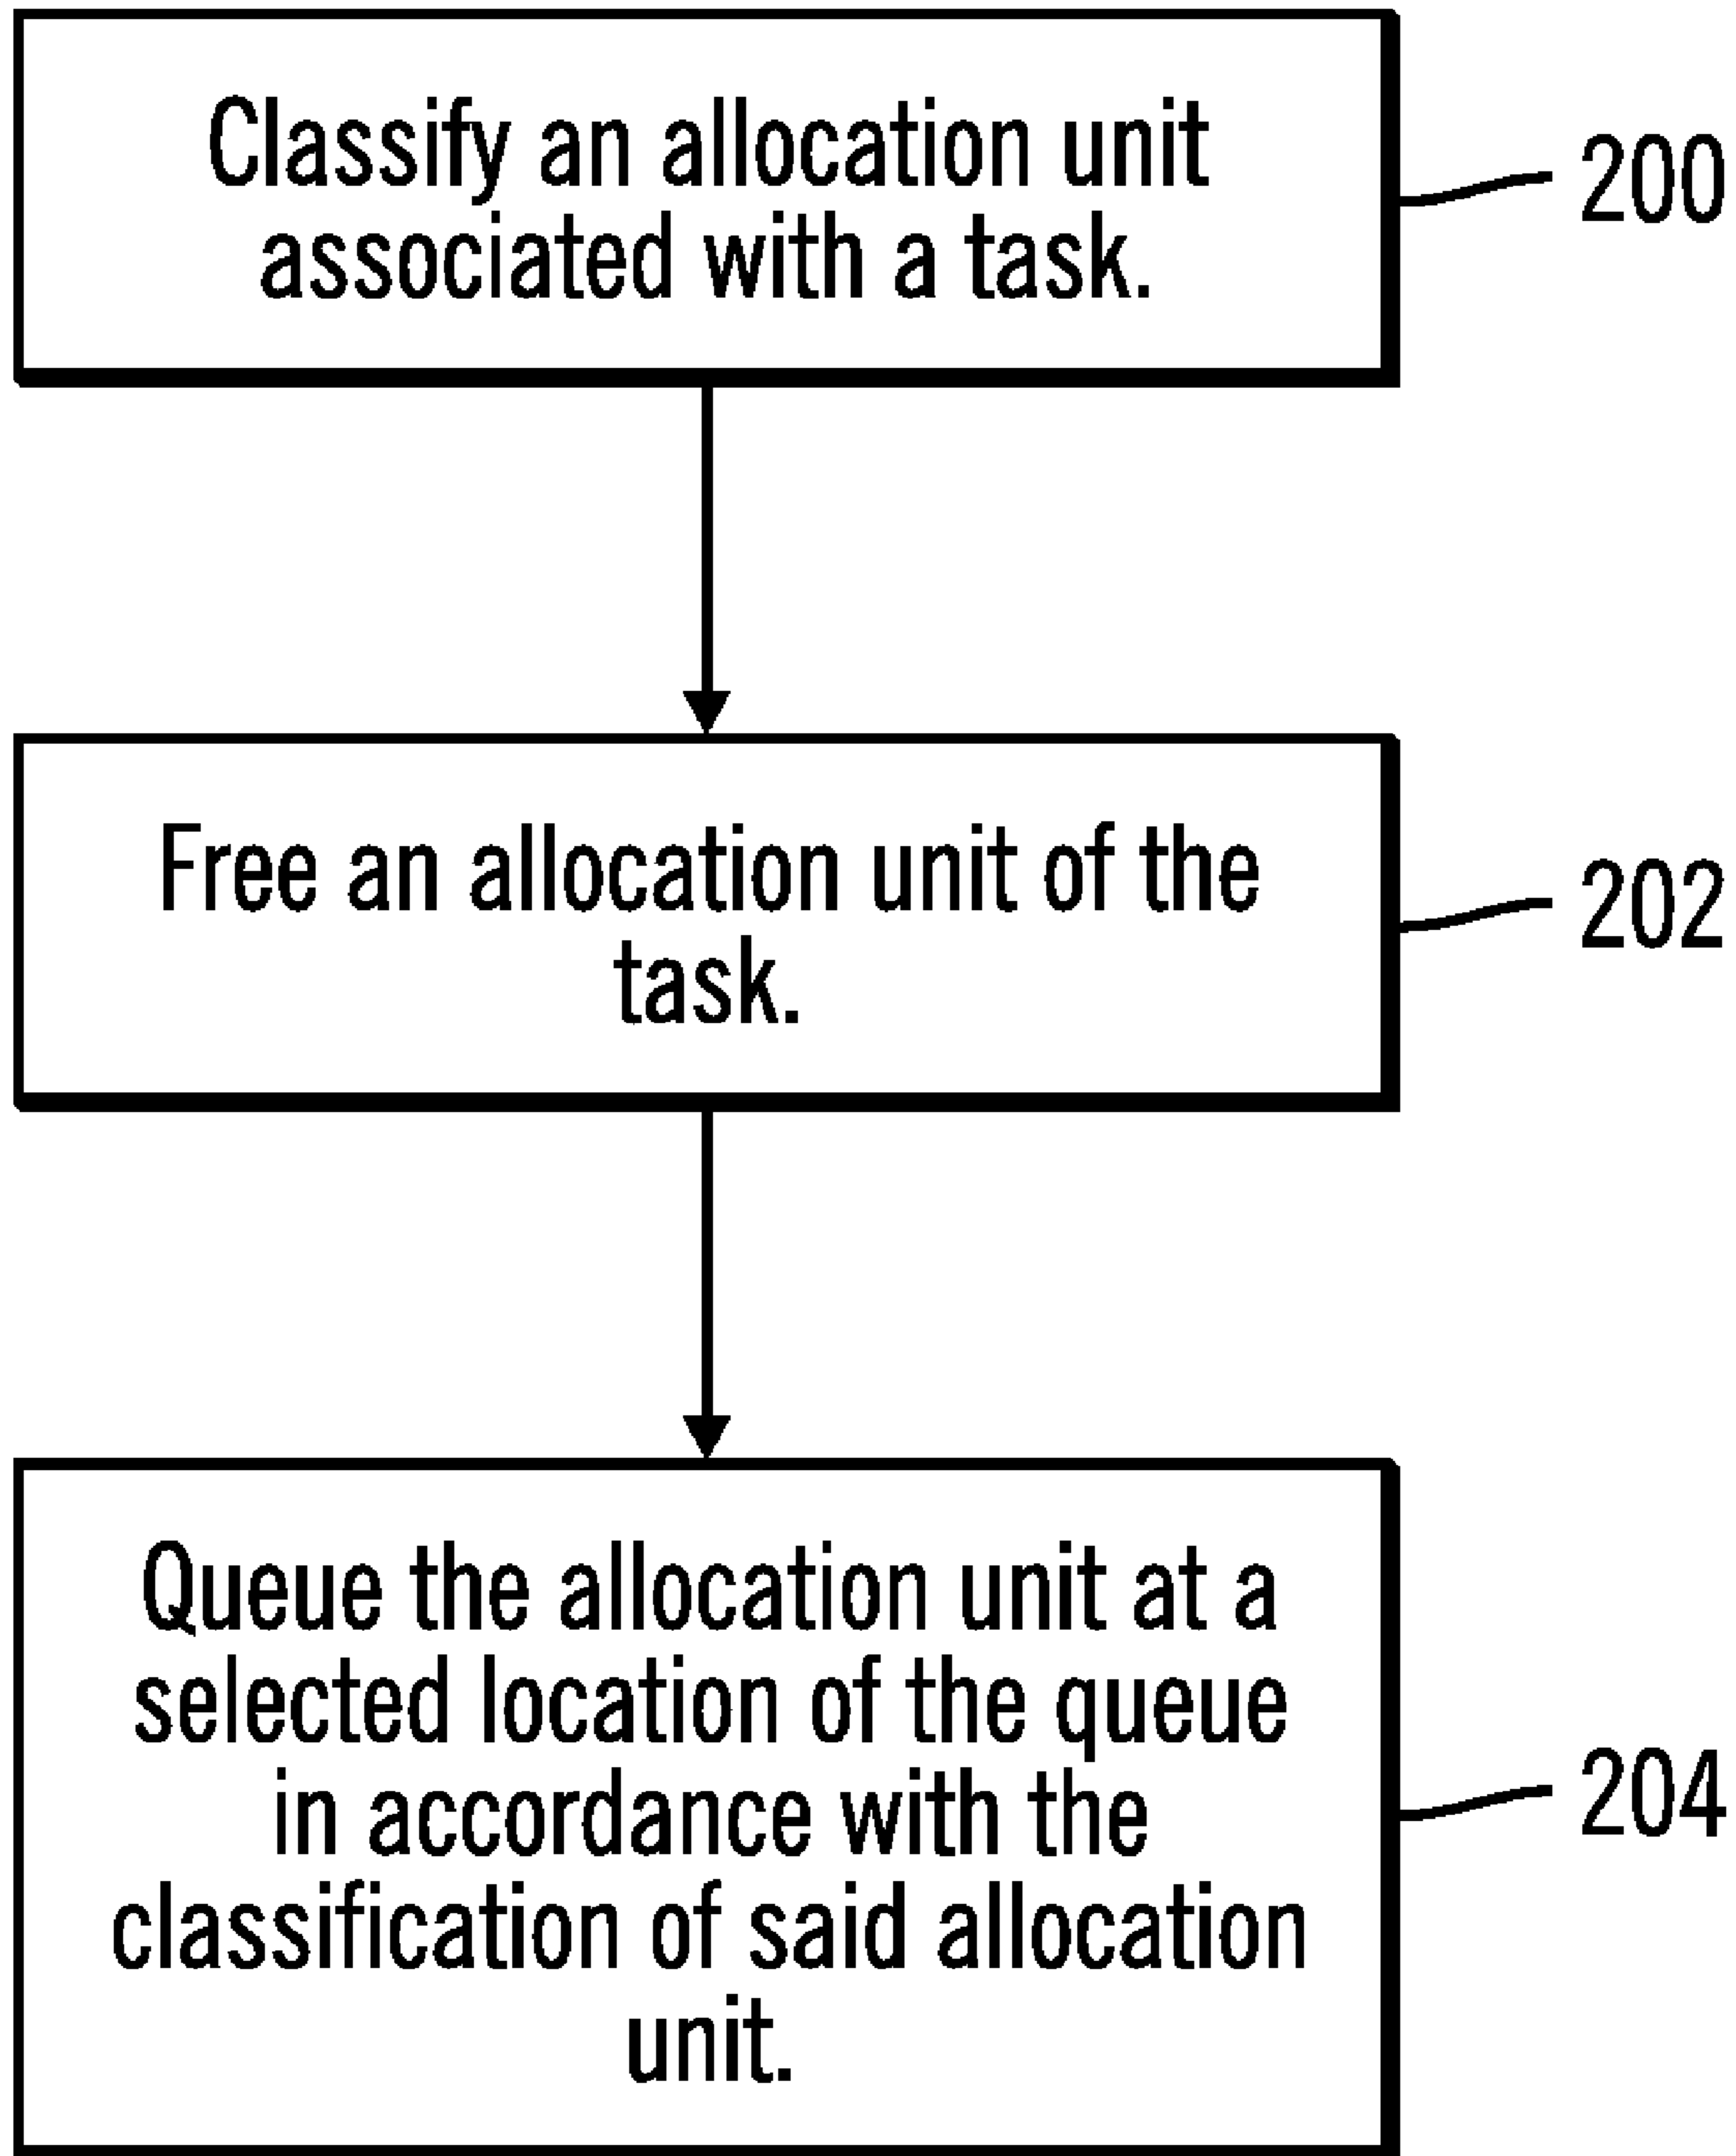 Classify an allocation unit
associated with a task.
200
Free an allocation unit of the
task.
202
Queue the allocation unit at a
selected location of the queue
in accordance with the
classification of said allocation
unit.
204